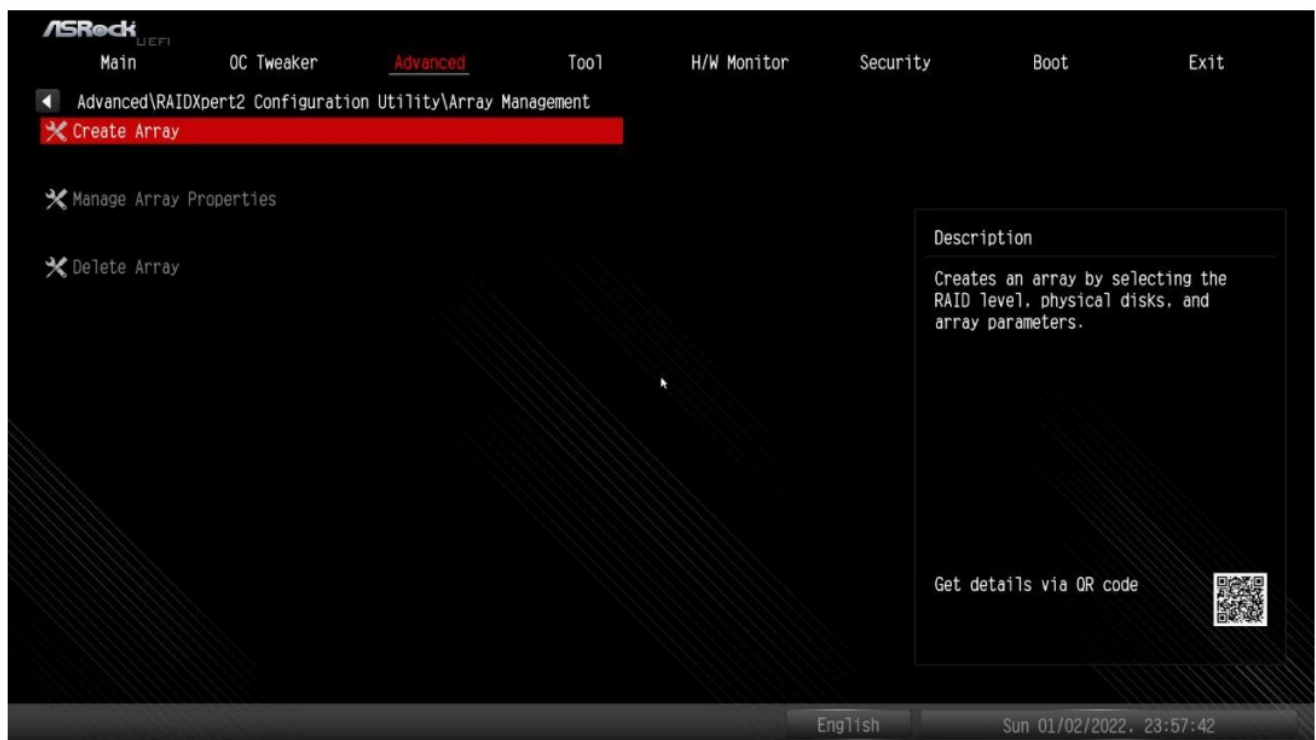 ASRock
UEFI
Main OC Tweaker Advanced Tool H/W Monitor Security Boot Exit
Advanced\RAIDXpert2 Configuration Utility\Array Management
Create Array
Manage Array Properties
Delete Array
Description
Creates an array by selecting the
RAID level, physical disks, and
array parameters.
Get details via QR code
English Sun 01/02/2022, 23:57:42